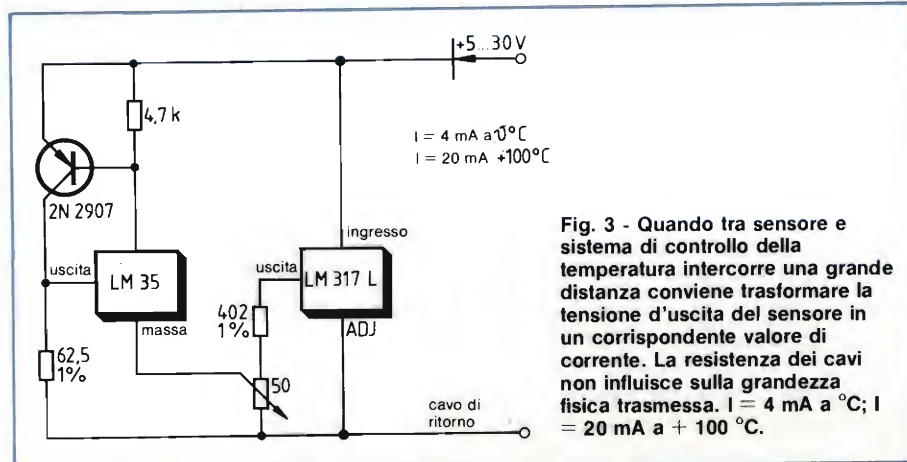 +5...30 V
4,7 k
I = 4 mA a 0°C
I = 20 mA +100°C
2N 2907
ingresso
uscita
LM 35
uscita
LM 317 L
massa
402
1%
ADJ
62,5
1%
50
cavo di
ritorno
Fig. 3 - Quando tra sensore e
sistema di controllo della
temperatura intercorre una grande
distanza conviene trasformare la
tensione d'uscita del sensore in
un corrispondente valore di
corrente. La resistenza dei cavi
non influisce sulla grandezza
fisica trasmessa. I = 4 mA a °C; I
= 20 mA a + 100 °C.